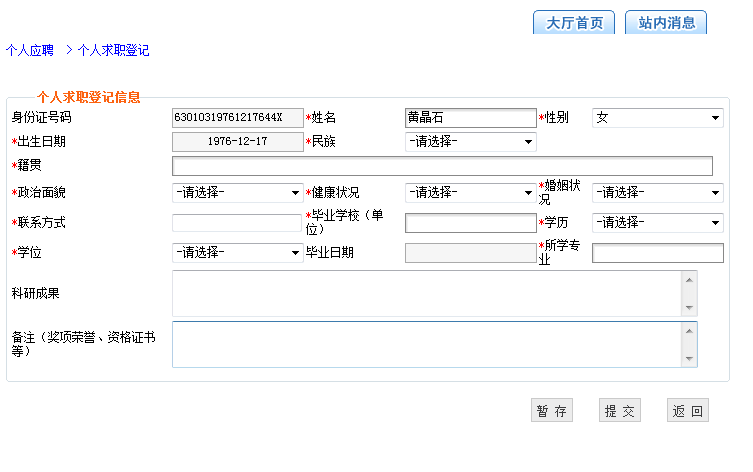 大厅首页 站内消息
个人应聘 > 个人求职登记
个人求职登记信息
身份证号码 63010319761217644X *姓名 黄晶石 *性别 女
*出生日期 1976-12-17 *民族 -请选择-
*籍贯
*政治面貌 -请选择- *健康状况 -请选择- *婚姻状
况 -请选择-
*联系方式 *毕业学校（单
位） *学历 -请选择-
*学位 -请选择- 毕业日期 *所学专
业
科研成果
备注（奖项荣誉、资格证书
等）
暂 存 提 交 返 回